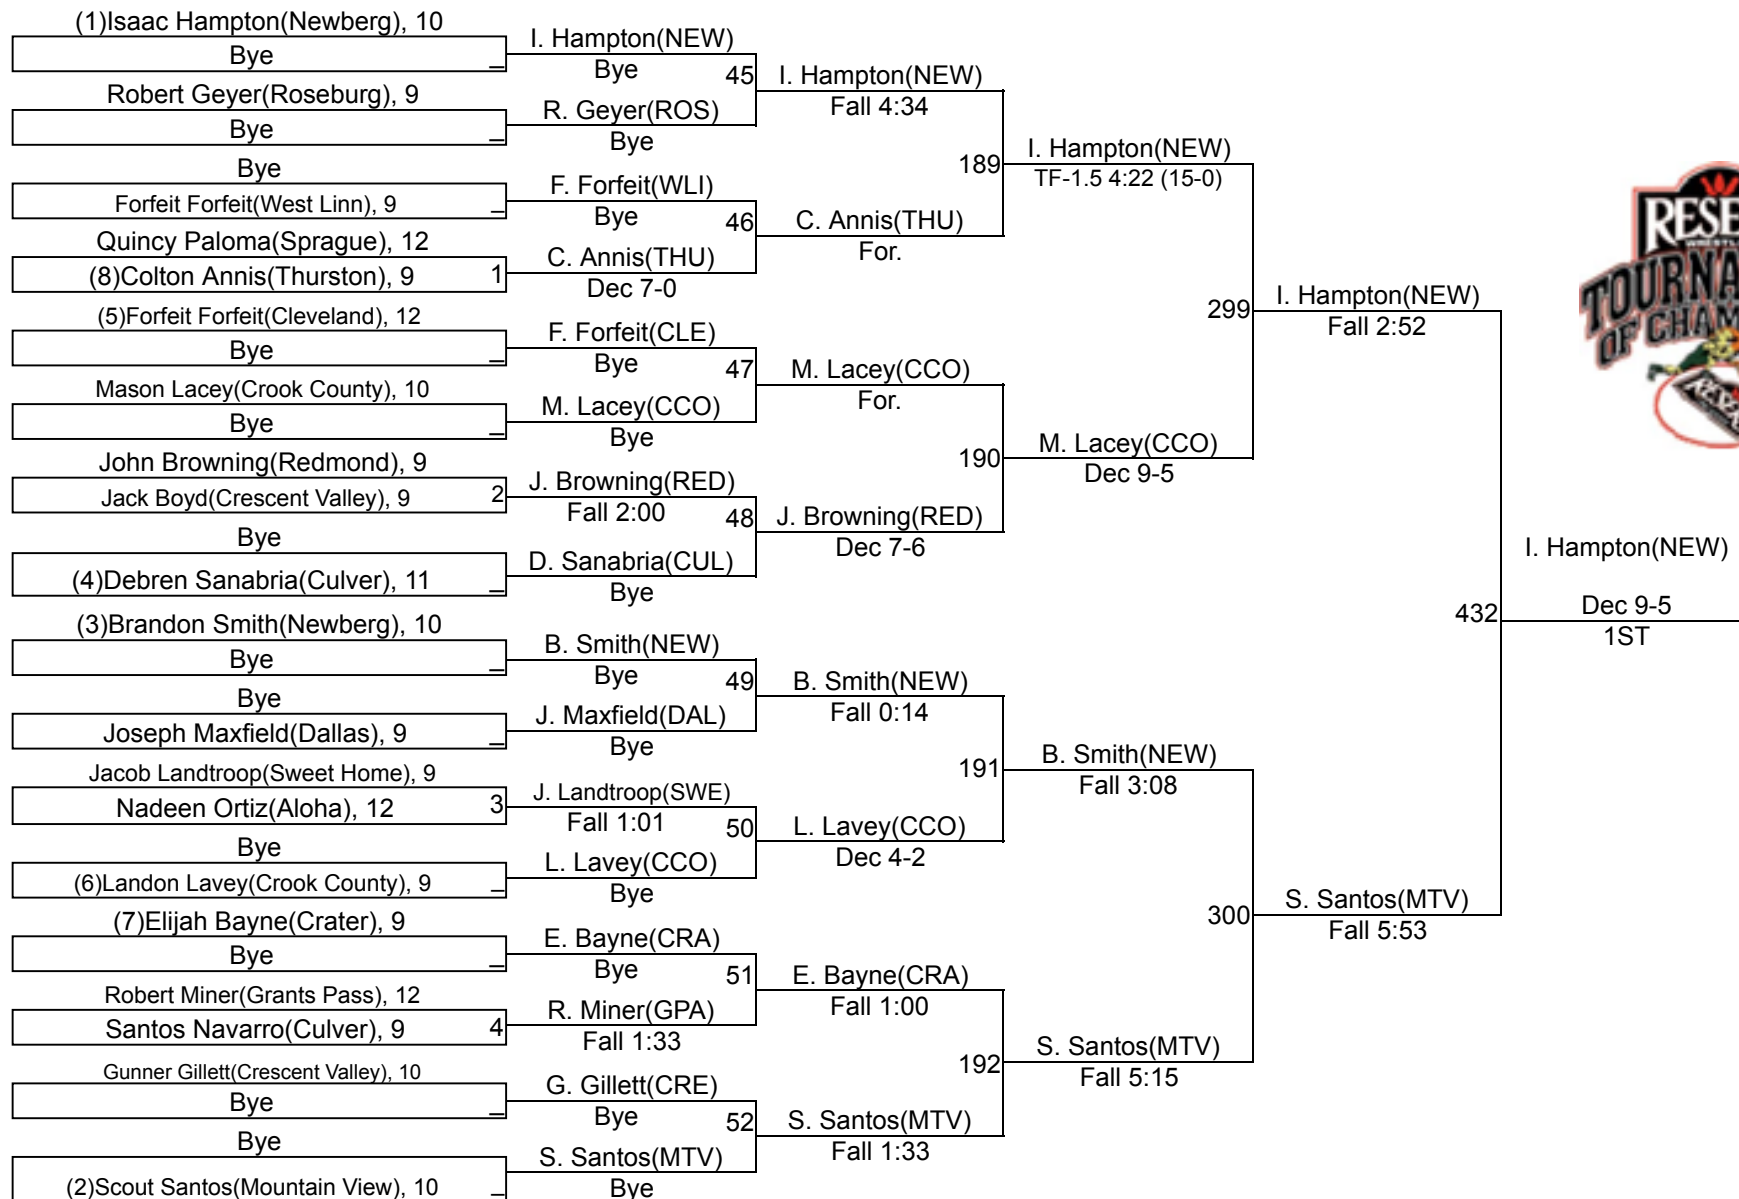 (1)Isaac Hampton(Newberg), 10
Bye
_
Robert Geyer(Roseburg), 9
Bye
_
Bye
Forfeit Forfeit(West Linn), 9
_
Quincy Paloma(Sprague), 12
(8)Colton Annis(Thurston), 9
1
(5)Forfeit Forfeit(Cleveland), 12
Bye
_
Mason Lacey(Crook County), 10
Bye
_
John Browning(Redmond), 9
Jack Boyd(Crescent Valley), 9
2
Bye
(4)Debren Sanabria(Culver), 11
_
(3)Brandon Smith(Newberg), 10
Bye
_
Bye
Joseph Maxfield(Dallas), 9
_
Jacob Landtroop(Sweet Home), 9
Nadeen Ortiz(Aloha), 12
3
Bye
(6)Landon Lavey(Crook County), 9
_
(7)Elijah Bayne(Crater), 9
Bye
_
Robert Miner(Grants Pass), 12
Santos Navarro(Culver), 9
4
Gunner Gillett(Crescent Valley), 10
Bye
_
Bye
(2)Scout Santos(Mountain View), 10
_
I. Hampton(NEW)
Bye
45
R. Geyer(ROS)
Bye
F. Forfeit(WLI)
Bye
46
C. Annis(THU)
Dec 7-0
F. Forfeit(CLE)
Bye
47
M. Lacey(CCO)
Bye
J. Browning(RED)
Fall 2:00
48
D. Sanabria(CUL)
Bye
B. Smith(NEW)
Bye
49
J. Maxfield(DAL)
Bye
J. Landtroop(SWE)
Fall 1:01
50
L. Lavey(CCO)
Bye
E. Bayne(CRA)
Bye
51
R. Miner(GPA)
Fall 1:33
G. Gillett(CRE)
Bye
52
S. Santos(MTV)
Bye
I. Hampton(NEW)
Fall 4:34
189
C. Annis(THU)
For.
M. Lacey(CCO)
For.
190
J. Browning(RED)
Dec 7-6
B. Smith(NEW)
Fall 0:14
191
L. Lavey(CCO)
Dec 4-2
E. Bayne(CRA)
Fall 1:00
192
S. Santos(MTV)
Fall 1:33
I. Hampton(NEW)
TF-1.5 4:22 (15-0)
299
M. Lacey(CCO)
Dec 9-5
B. Smith(NEW)
Fall 3:08
300
S. Santos(MTV)
Fall 5:15
I. Hampton(NEW)
Fall 2:52
432
S. Santos(MTV)
Fall 5:53
I. Hampton(NEW)
Dec 9-5
1ST
RESE
TOURNA
OF CHAM